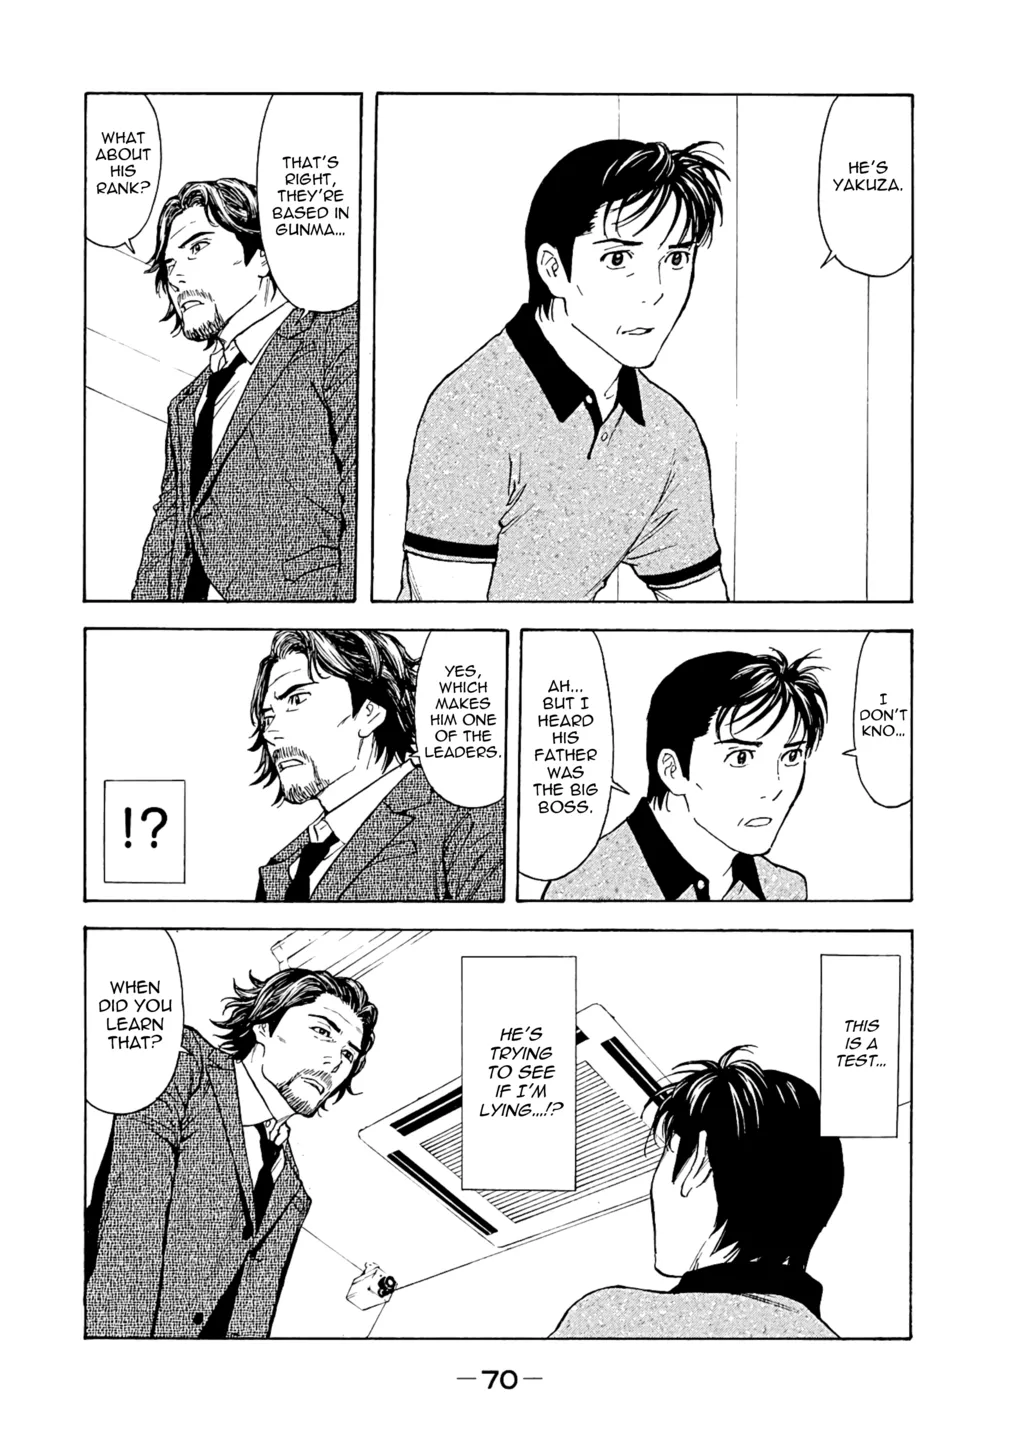 HE'S
YAKUZA.
THAT'S
RIGHT,
THEY'RE
BASED IN
GUNMA...
WHAT
ABOUT
HIS
RANK?
I
DON'T
KNO...
AH...
BUT I
HEARD
HIS
FATHER
WAS
THE BIG
BOSS.
YES,
WHICH
MAKES
HIM ONE
OF THE
LEADERS.
!?
THIS
IS A
TEST...
HE'S
TRYING
TO SEE
IF I'M
LYING...!?
WHEN
DID YOU
LEARN
THAT?
—70—